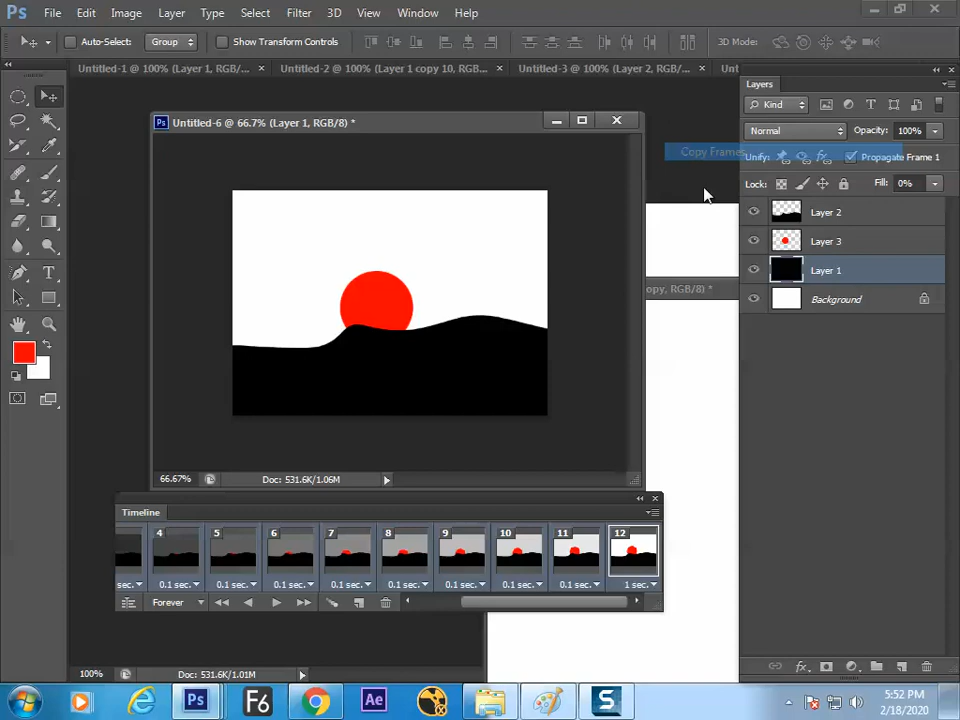 Ps File Edit Image Layer Type Select Filter 3D View Window Help
Auto-Select: Group Show Transform Controls 3D Mode:
Untitled-1 @ 100% (Layer 1, RGB/... × Untitled-2 @ 100% (Layer 1 copy 10, RGB... × Untitled-3 @ 100% (Layer 2, RGB/... × Unt
Layers
Kind
Normal Opacity: 100%
Unify: Propagate Frame 1
Lock: Fill: 0%
Layer 2
Layer 3
Layer 1
Background
Copy Frames
Ps Untitled-6 @ 66.7% (Layer 1, RGB/8) *
opy, RGB/8) *
66.67% Doc: 531.6K/1.06M
Timeline
4 5 6 7 8 9 10 11 12
sec. 0.1 sec. 0.1 sec. 0.1 sec. 0.1 sec. 0.1 sec. 0.1 sec. 0.1 sec. 0.1 sec. 1 sec.
Forever
100% Doc: 531.6K/1.01M
Ps F6 Ae S
5:52 PM
2/18/2020